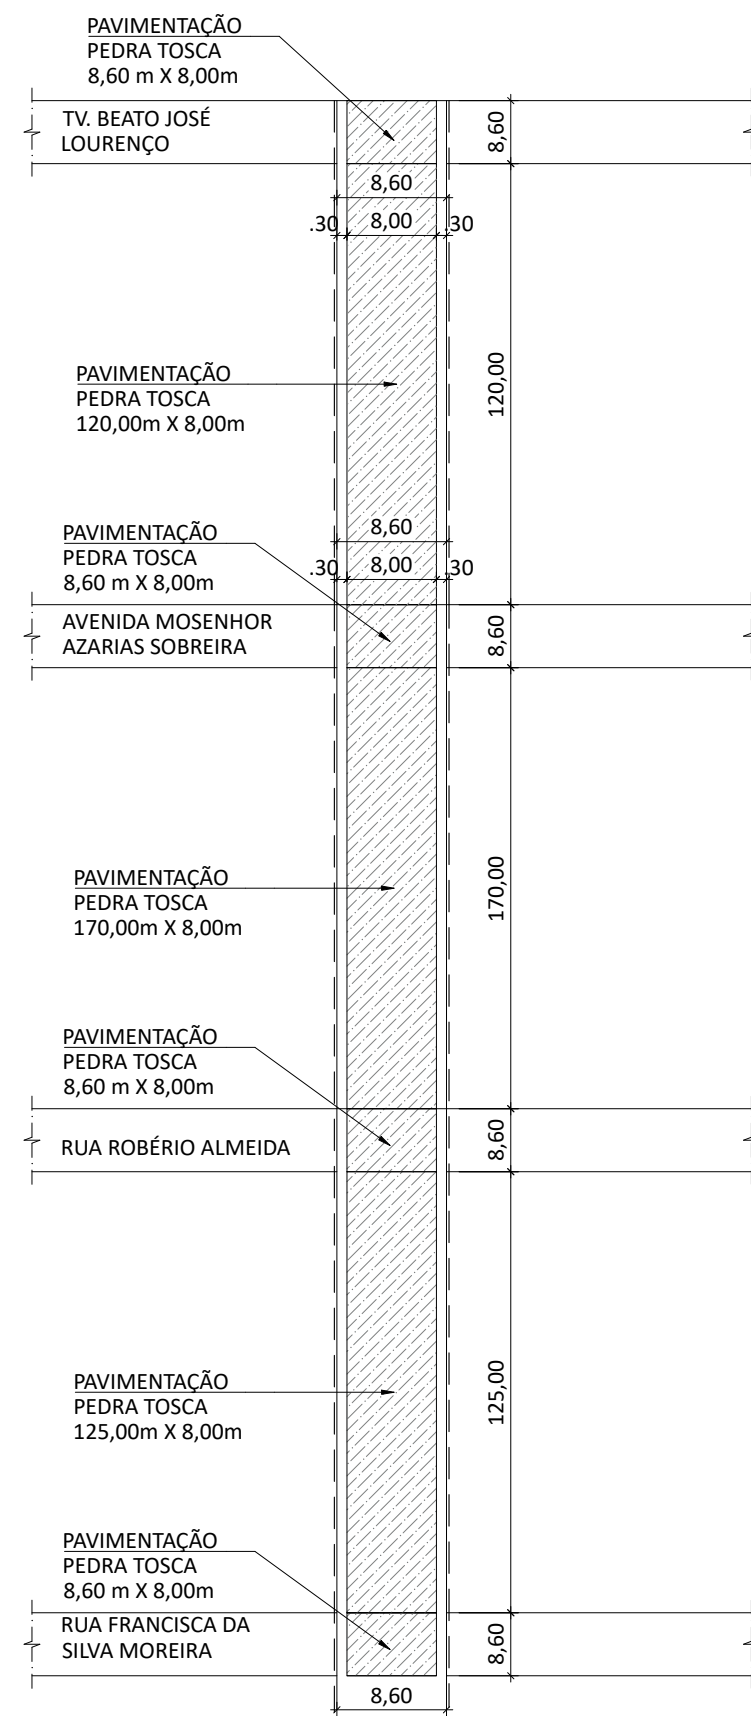 PAVIMENTAÇÃO
PEDRA TOSCA
8,60 m X 8,00m
TV. BEATO JOSÉ
LOURENÇO
8,60
8,60
.30 8,00 .30
PAVIMENTAÇÃO
PEDRA TOSCA
120,00m X 8,00m
120,00
PAVIMENTAÇÃO
PEDRA TOSCA
8,60 m X 8,00m
8,60
.30 8,00 .30
AVENIDA MOSENHOR
AZARIAS SOBREIRA
8,60
PAVIMENTAÇÃO
PEDRA TOSCA
170,00m X 8,00m
170,00
PAVIMENTAÇÃO
PEDRA TOSCA
8,60 m X 8,00m
RUA ROBÉRIO ALMEIDA
8,60
PAVIMENTAÇÃO
PEDRA TOSCA
125,00m X 8,00m
125,00
PAVIMENTAÇÃO
PEDRA TOSCA
8,60 m X 8,00m
RUA FRANCISCA DA
SILVA MOREIRA
8,60
8,60